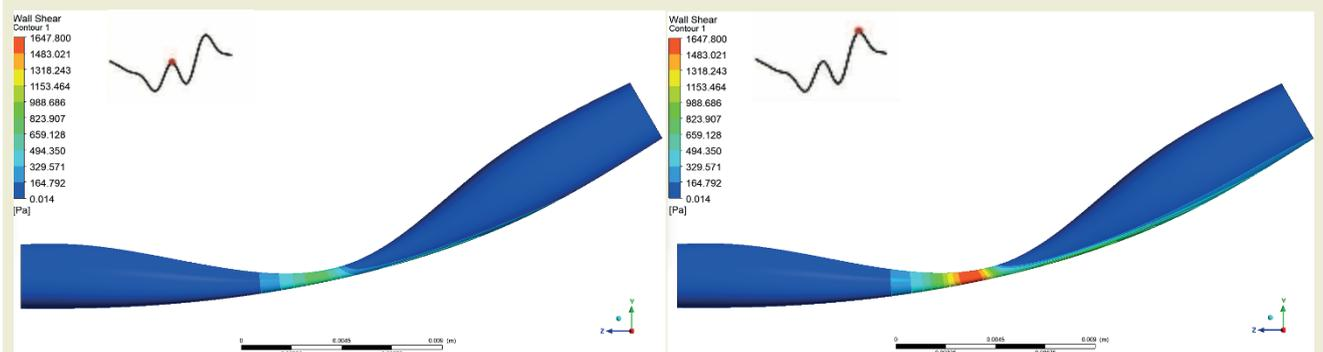 Wall Shear
Contour 1
1647.800
1483.021
1318.243
1153.464
988.686
823.907
659.128
494.350
329.571
164.792
0.014
[Pa]
Y
Z
0
0.0045
0.009 (m)
Wall Shear
Contour 1
1647.800
1483.021
1318.243
1153.464
988.686
823.907
659.128
494.350
329.571
164.792
0.014
[Pa]
Y
Z
0
0.0045
0.009 (m)